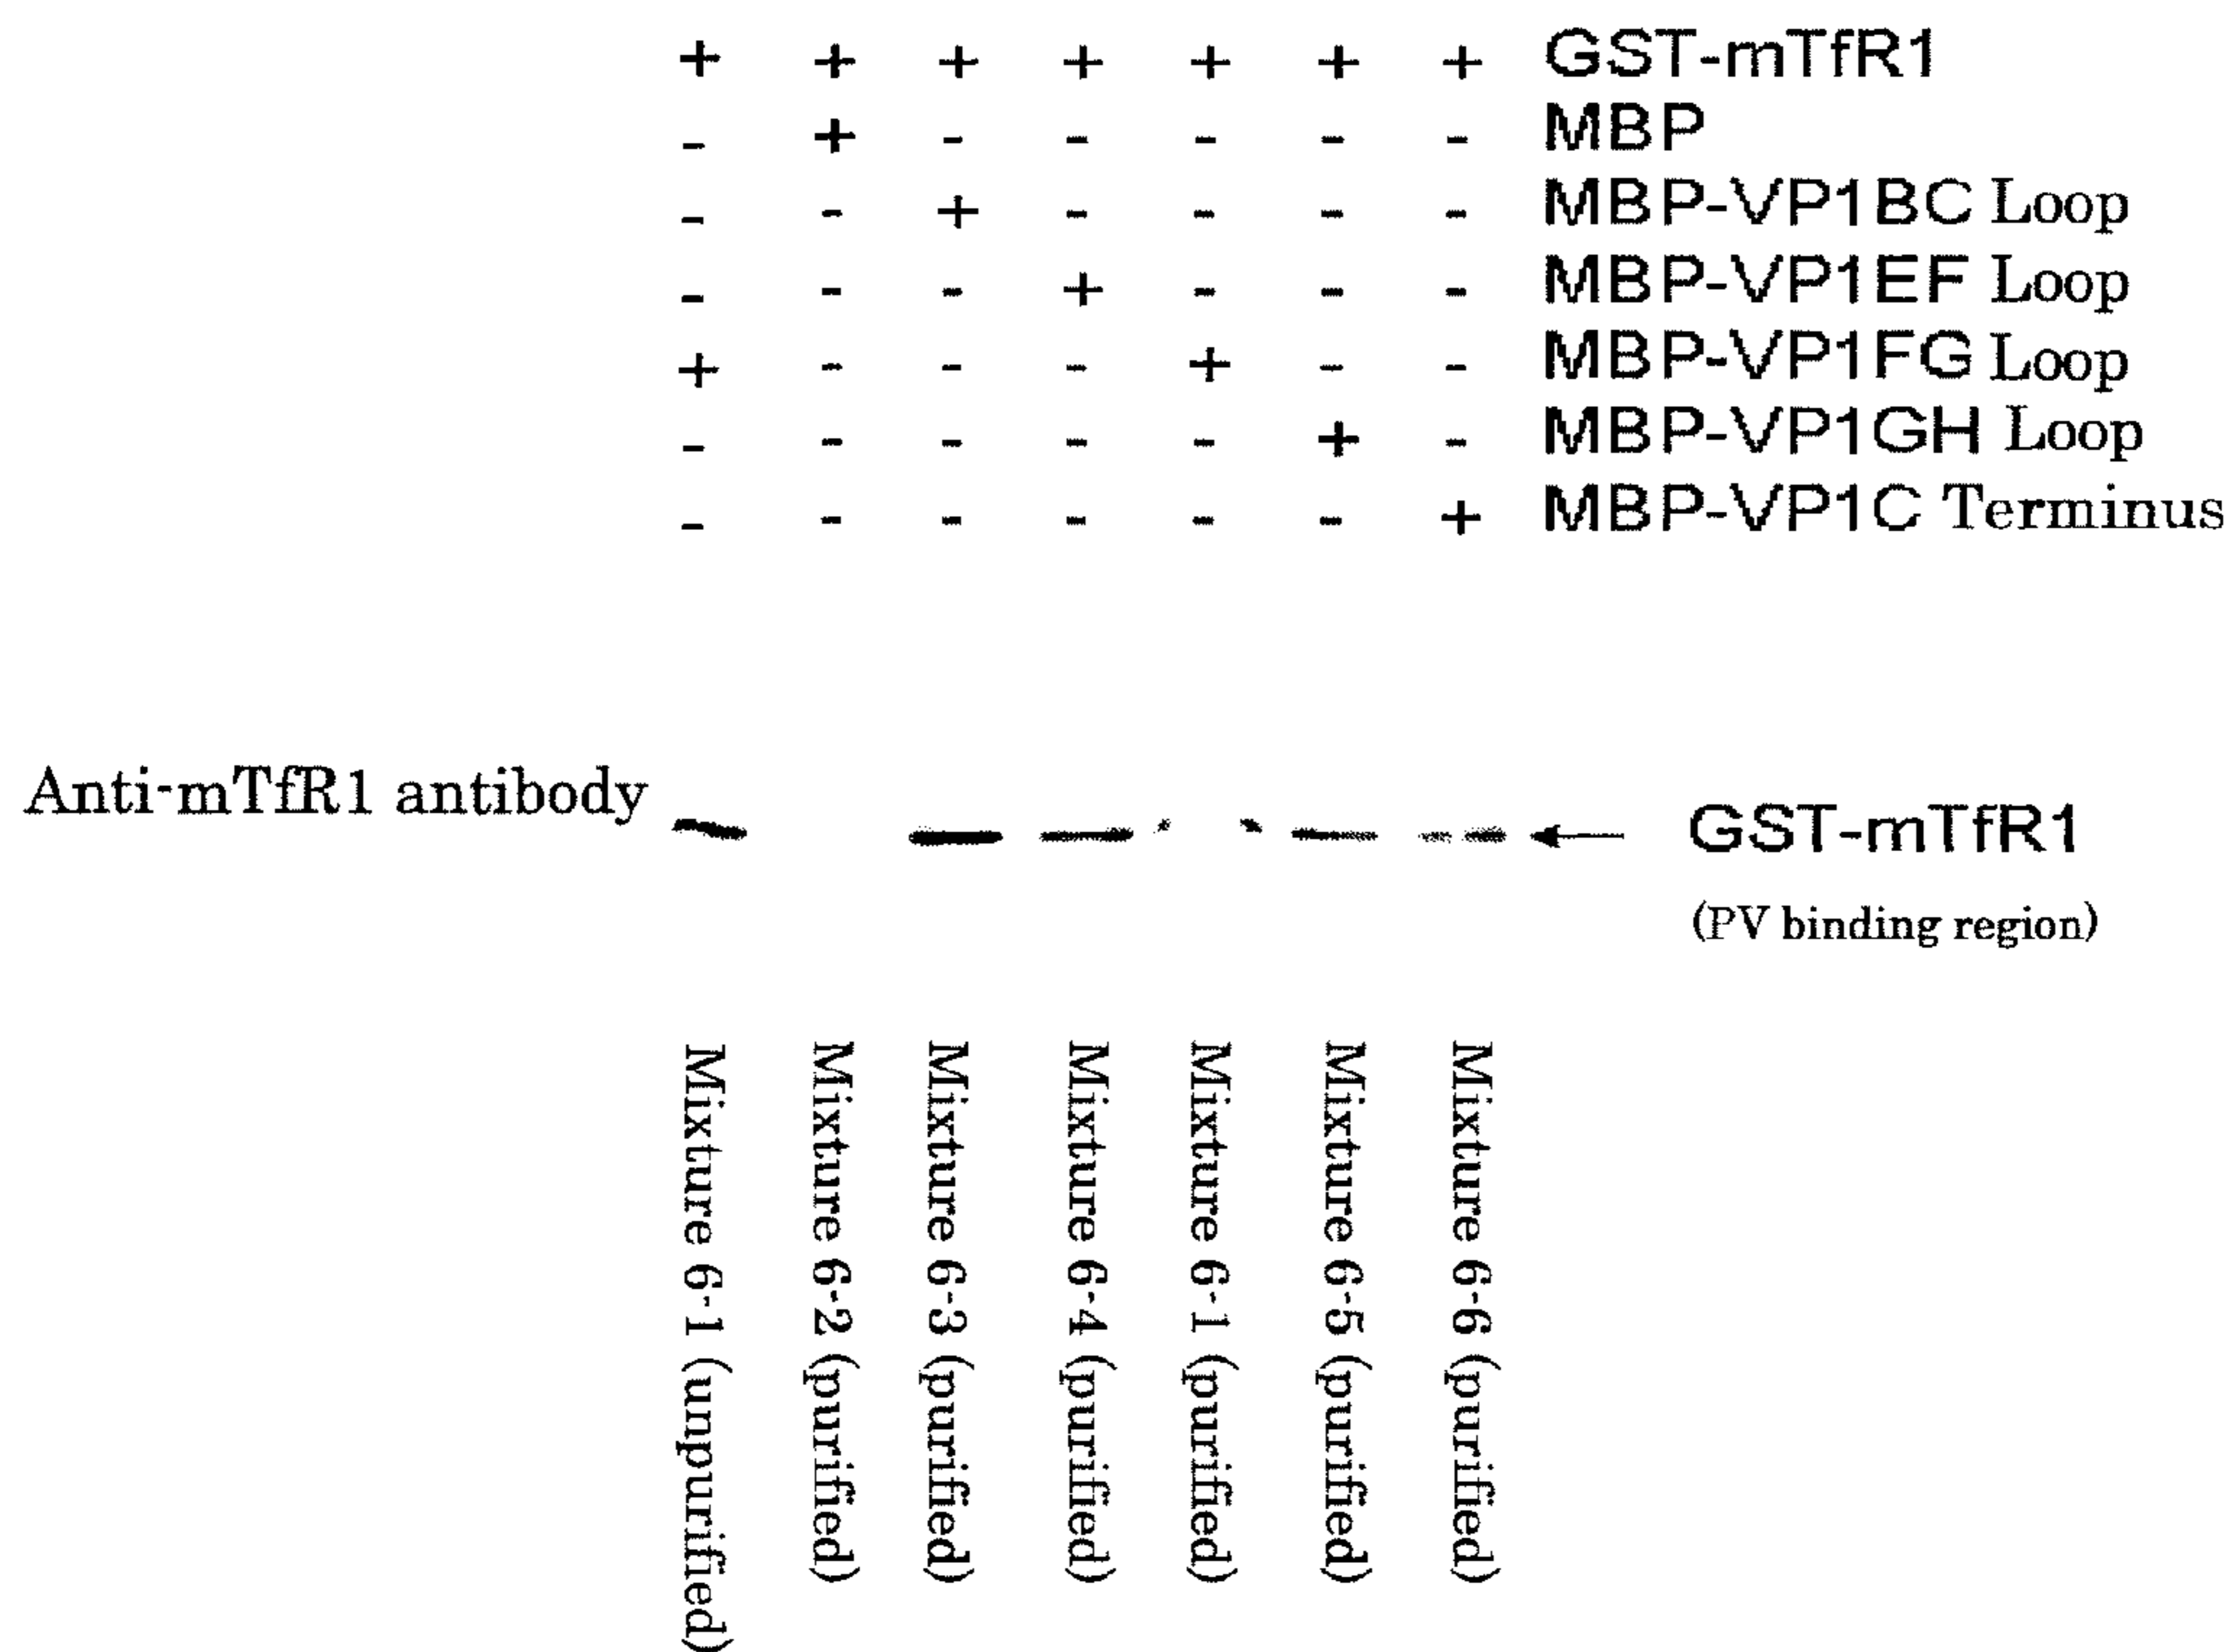 + + + + + + + GST-mTfR1
- + - - - - - MBP
- - + - - - - MBP-VP1BC Loop
- - - + - - - MBP-VP1EF Loop
+ - - - + - - MBP-VP1FG Loop
- - - - - + - MBP-VP1GH Loop
- - - - - - + MBP-VP1C Terminus
Anti-mTfR1 antibody
GST-mTfR1
(PV binding region)
Mixture 6-1 (unpurified)
Mixture 6-2 (purified)
Mixture 6-3 (purified)
Mixture 6-4 (purified)
Mixture 6-1 (purified)
Mixture 6-5 (purified)
Mixture 6-6 (purified)